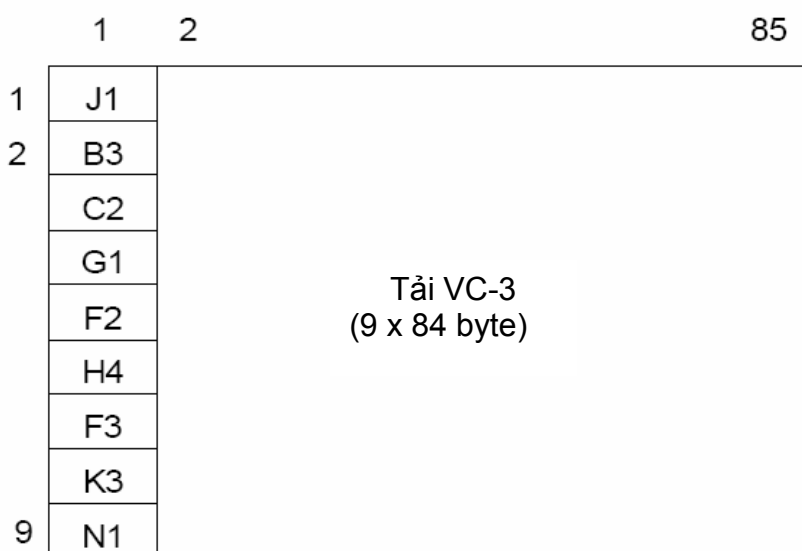 1 2 85
1 J1
2 B3
C2
G1
F2
H4
F3
K3
9 N1
Tải VC-3
(9 x 84 byte)